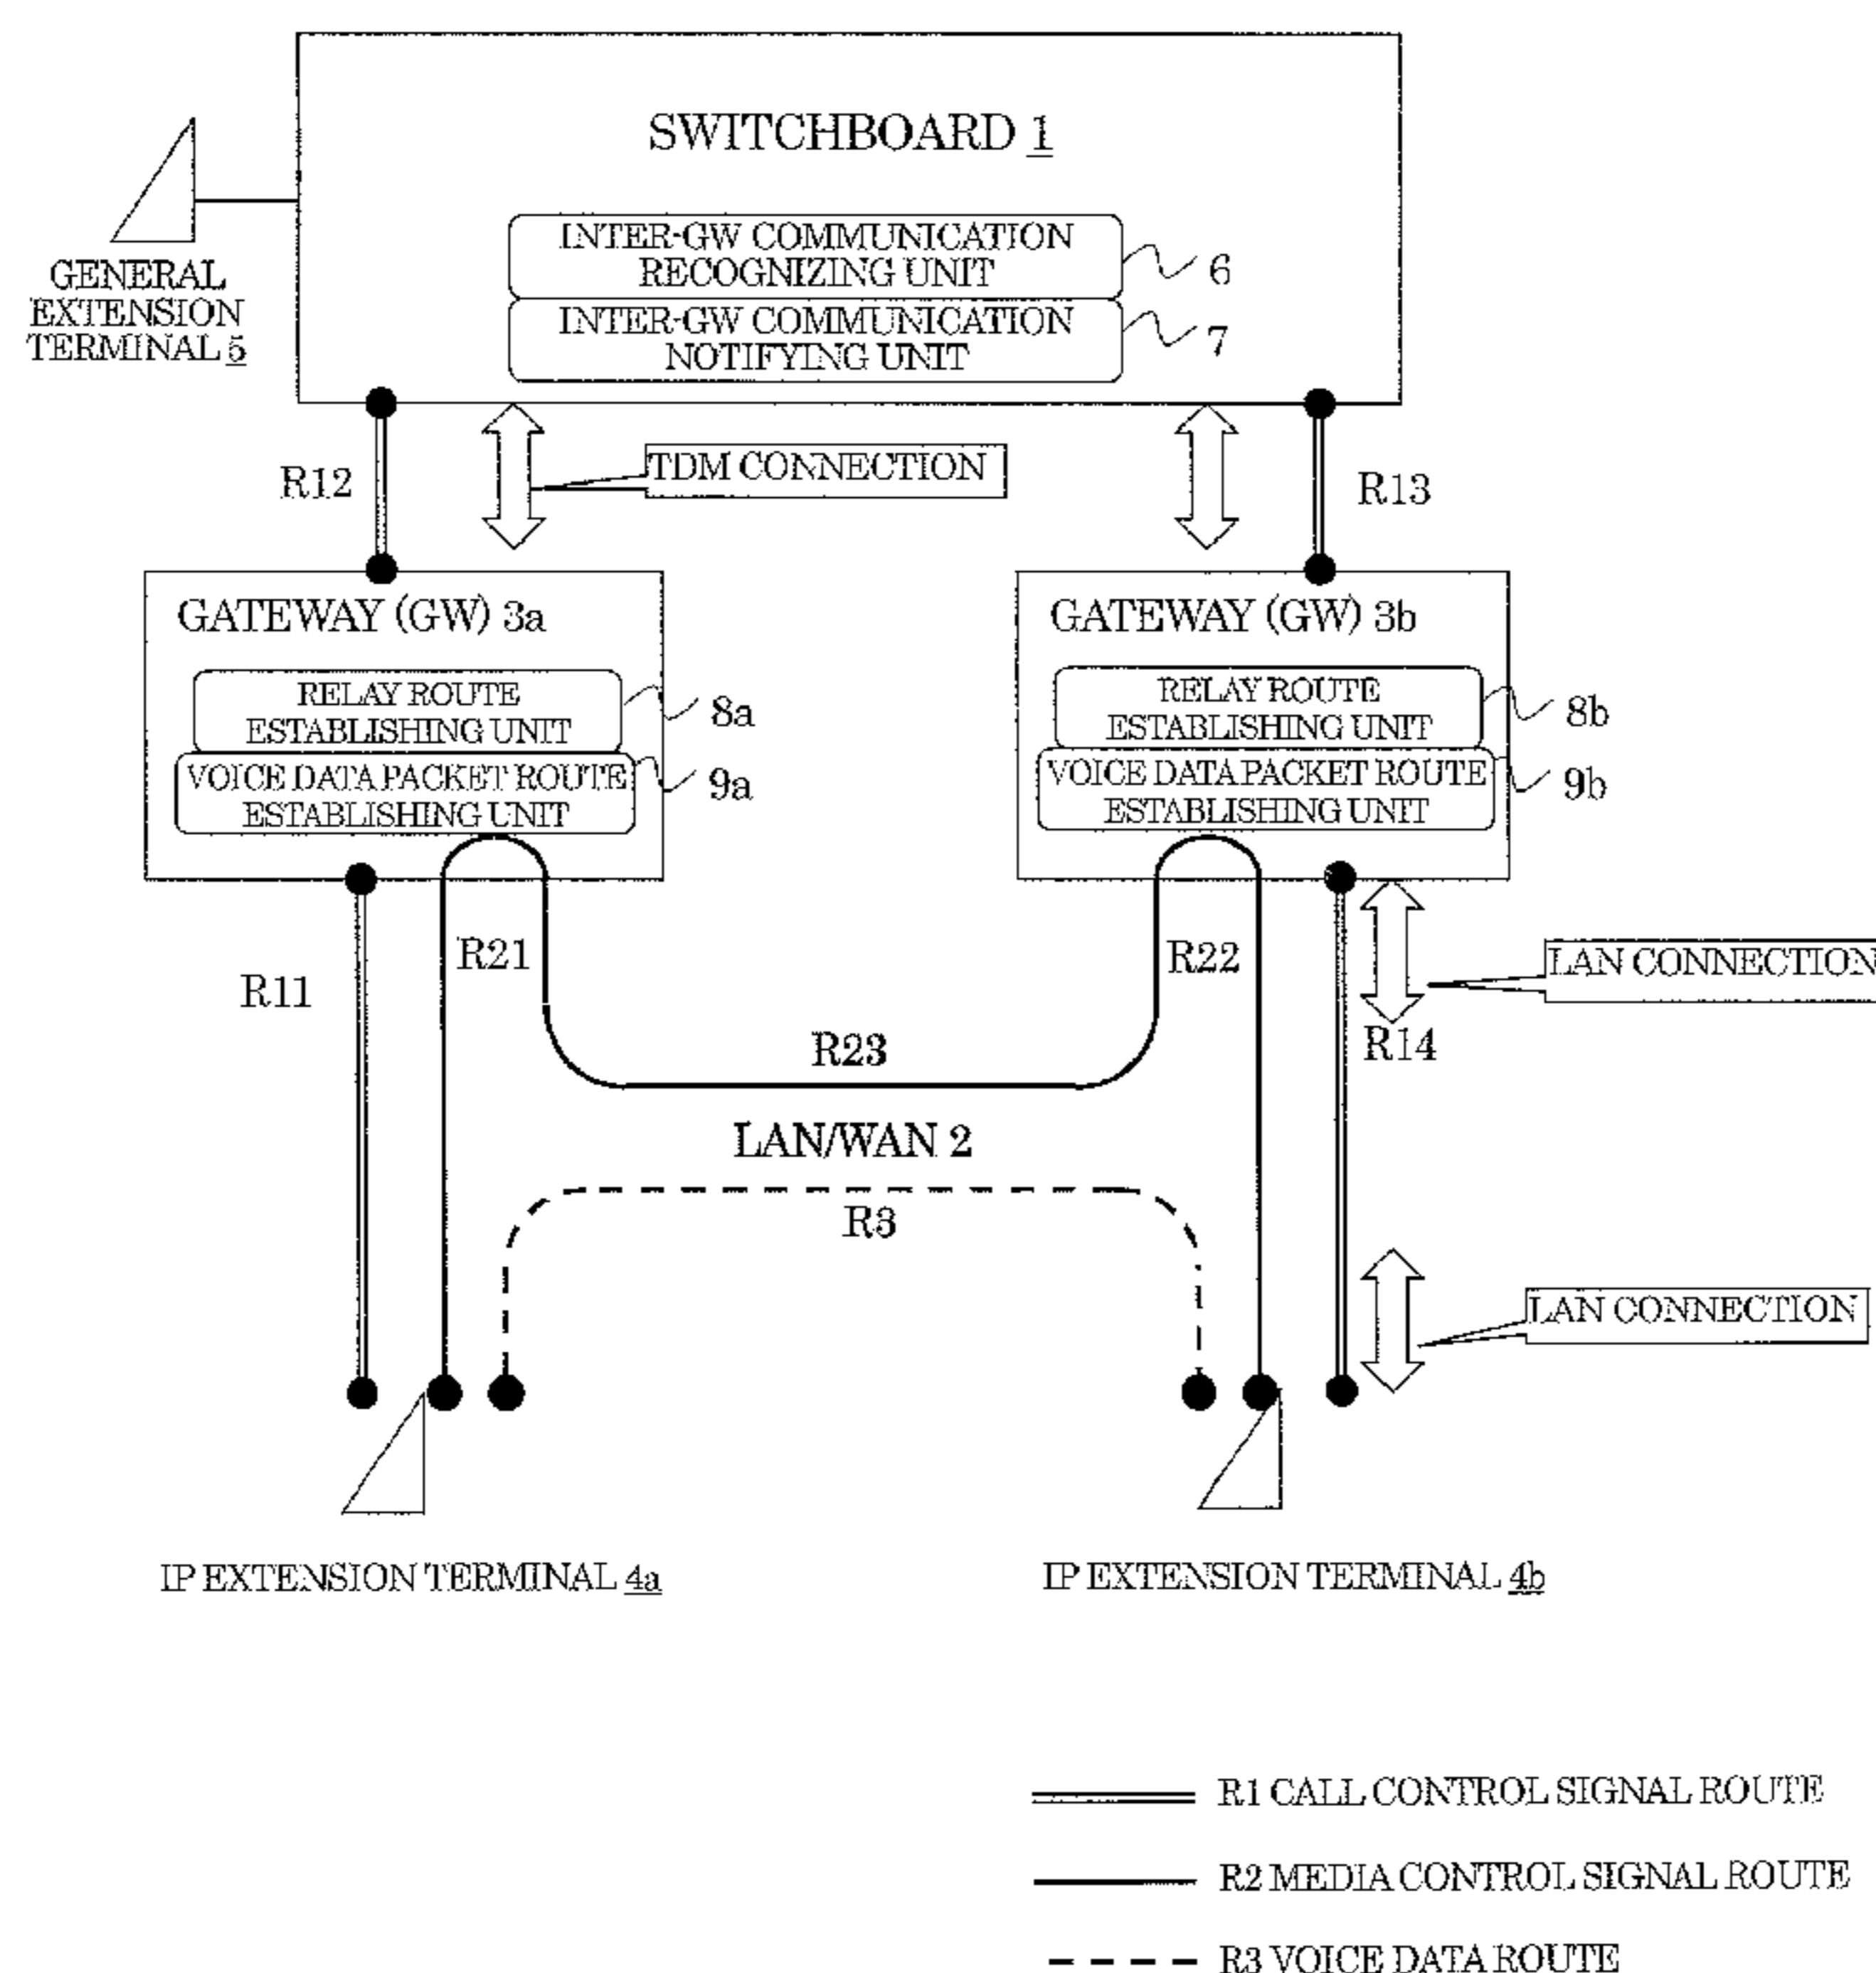 SWITCHBOARD 1
INTER-GW COMMUNICATION
RECOGNIZING UNIT
6
INTER-GW COMMUNICATION
NOTIFYING UNIT
7
GENERAL
EXTENSION
TERMINAL 5
R12
TDM CONNECTION
R13
GATEWAY (GW) 3a
RELAY ROUTE
ESTABLISHING UNIT
8a
VOICE DATA PACKET ROUTE
ESTABLISHING UNIT
9a
GATEWAY (GW) 3b
RELAY ROUTE
ESTABLISHING UNIT
8b
VOICE DATA PACKET ROUTE
ESTABLISHING UNIT
9b
R11
R21
R22
LAN CONNECTION
R14
R23
LAN/WAN 2
R3
LAN CONNECTION
IP EXTENSION TERMINAL 4a
IP EXTENSION TERMINAL 4b
R1 CALL CONTROL SIGNAL ROUTE
R2 MEDIA CONTROL SIGNAL ROUTE
R3 VOICE DATA ROUTE